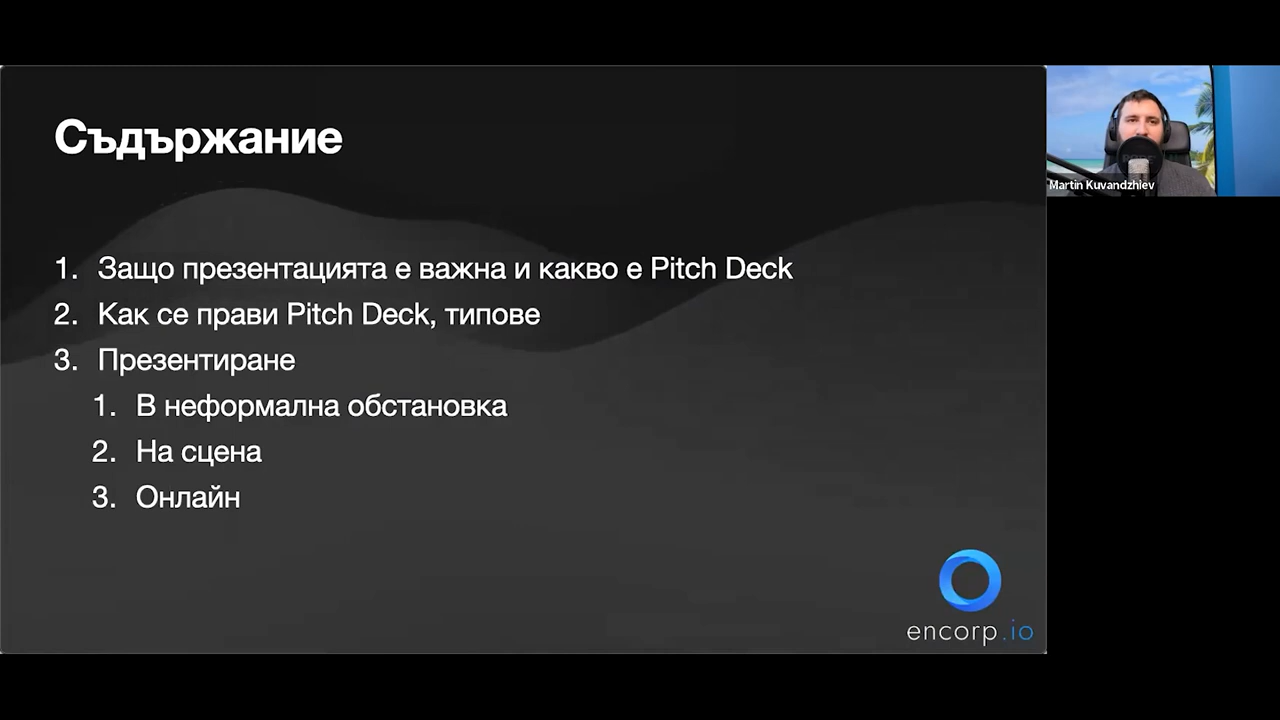 Съдържание
1. Защо презентацията е важна и какво е Pitch Deck
2. Как се прави Pitch Deck, типове
3. Презентиране
1. В неформална обстановка
2. На сцена
3. Онлайн
encorp.io
Martin Kuvandzhiev